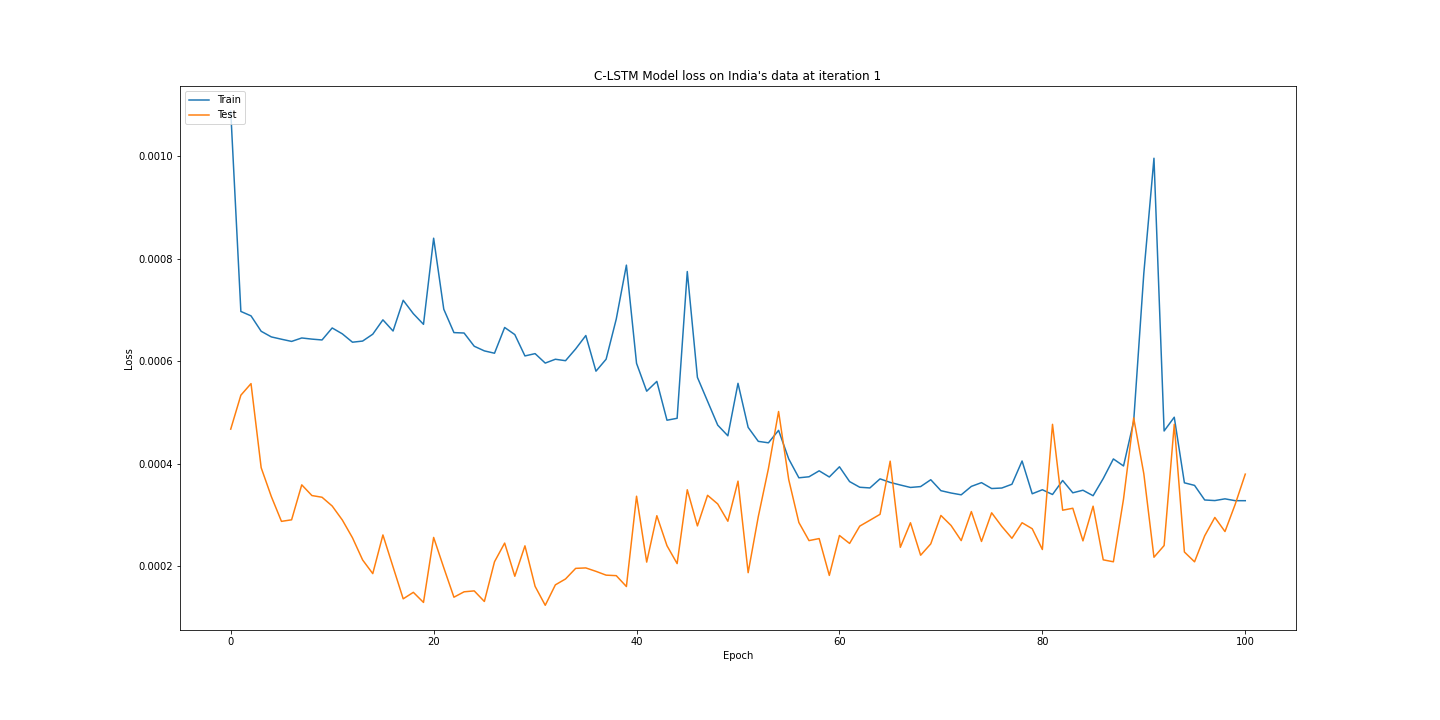 C-LSTM Model loss on India's data at iteration 1
Train
Test
0.0010
0.0008
0.0006
0.0004
0.0002
Loss
0 20 40 60 80 100
Epoch